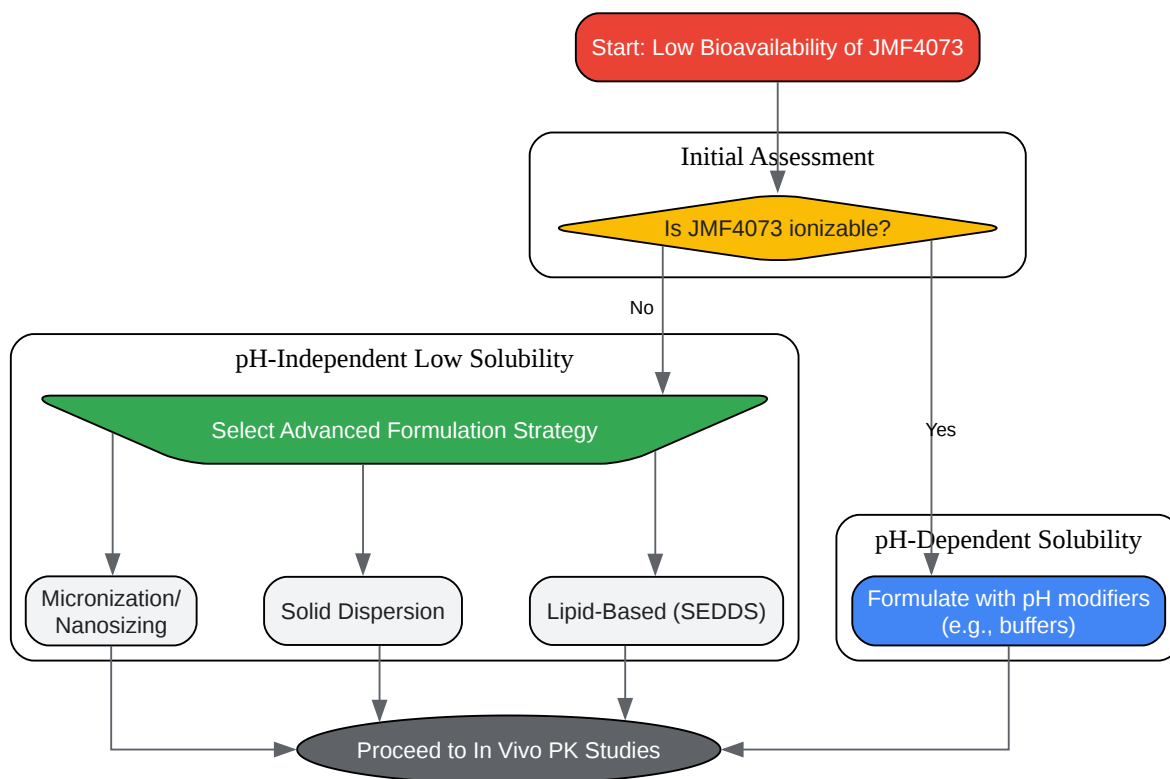 Start: Low Bioavailability of JMF4073
Initial Assessment
Is JMF4073 ionizable?
No
Yes
pH-Independent Low Solubility
Select Advanced Formulation Strategy
Micronization/
Nanosizing
Solid Dispersion
Lipid-Based (SEDDS)
pH-Dependent Solubility
Formulate with pH modifiers
(e.g., buffers)
Proceed to In Vivo PK Studies